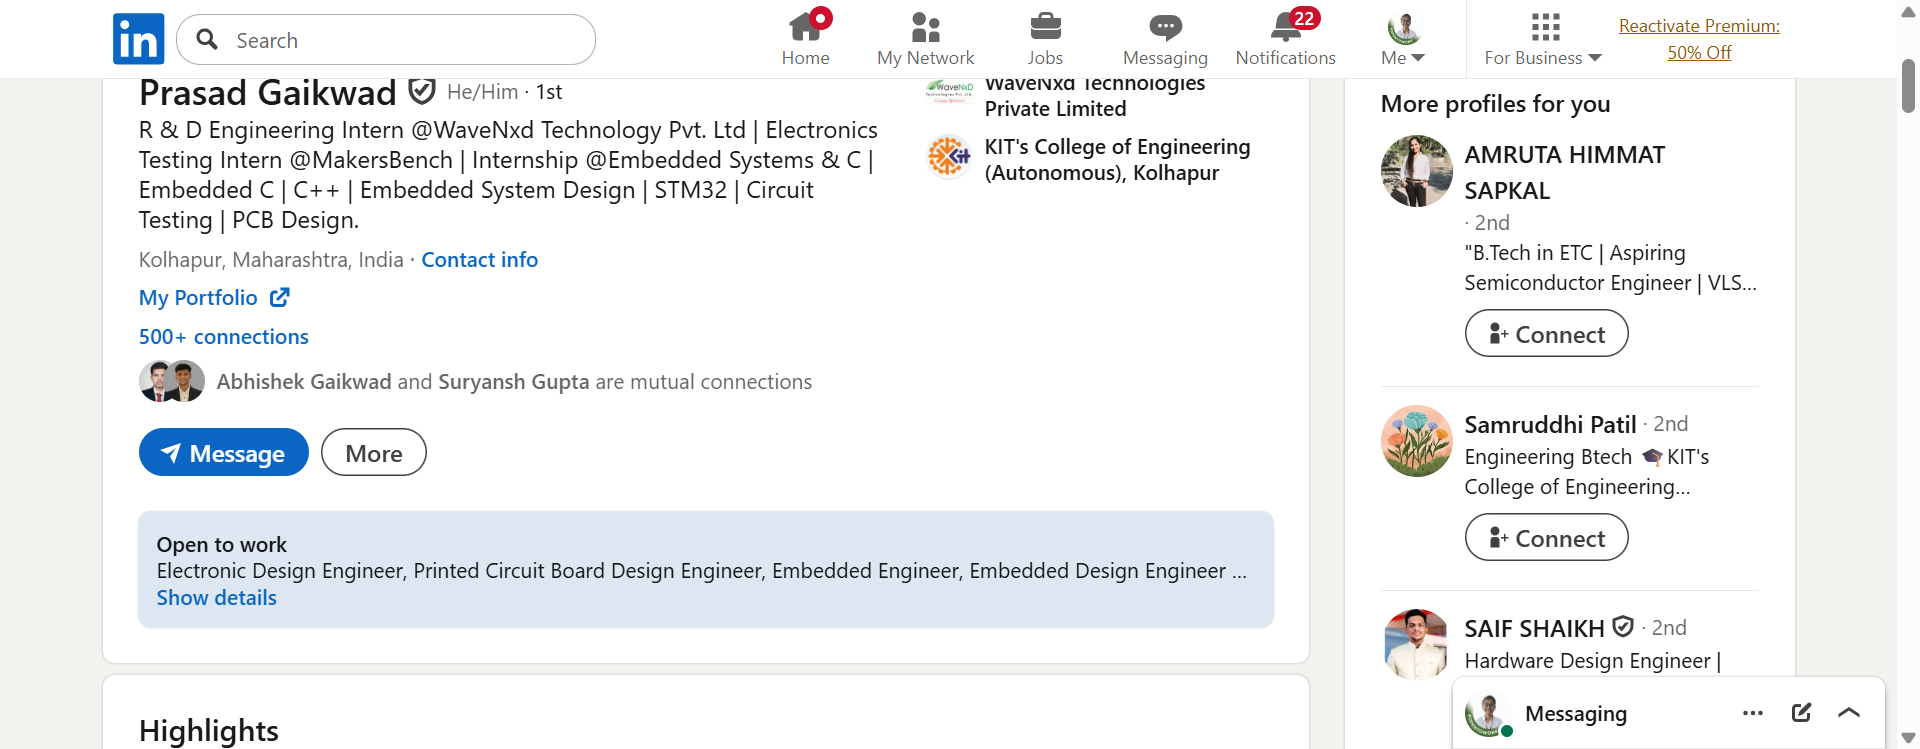 in
Search
Home
My Network
Jobs
Messaging
22
Notifications
Me
For Business
Reactivate Premium:
50% Off
Prasad Gaikwad He/Him · 1st
R & D Engineering Intern @WaveNxd Technology Pvt. Ltd | Electronics
Testing Intern @MakersBench | Internship @Embedded Systems & C |
Embedded C | C++ | Embedded System Design | STM32 | Circuit
Testing | PCB Design.
Kolhapur, Maharashtra, India · Contact info
My Portfolio
500+ connections
Abhishek Gaikwad and Suryansh Gupta are mutual connections
Message
More
WaveNxD
WaveNxd Technologies
Private Limited
KIT's College of Engineering
(Autonomous), Kolhapur
Open to work
Electronic Design Engineer, Printed Circuit Board Design Engineer, Embedded Engineer, Embedded Design Engineer ...
Show details
Highlights
More profiles for you
AMRUTA HIMMAT
SAPKAL
· 2nd
"B.Tech in ETC | Aspiring
Semiconductor Engineer | VLS...
Connect
Samruddhi Patil · 2nd
Engineering Btech 🎓KIT's
College of Engineering...
Connect
SAIF SHAIKH · 2nd
Hardware Design Engineer |
Messaging